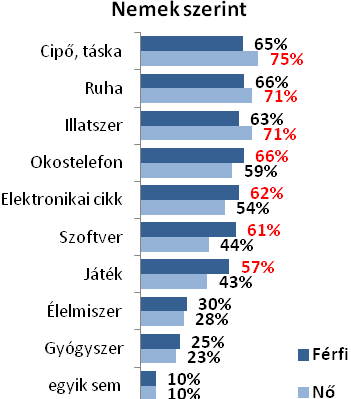 Nemek szerint
Cipő, táska 65%
75%
Ruha 66%
71%
Illatszer 63%
71%
Okostelefon 66%
59%
Elektronikai cikk 62%
54%
Szoftver 61%
44%
Játék 57%
43%
Élelmiszer 30%
28%
Gyógyszer 25%
23%
egyik sem 10%
10%
Férfi
Nő